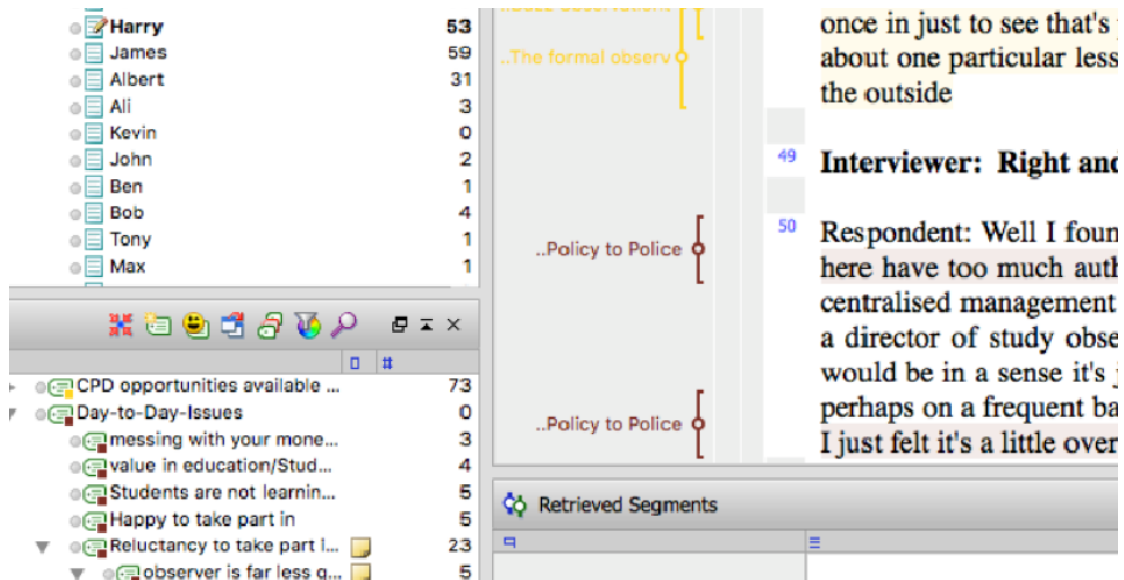 Harry 53
James 59
Albert 31
Ali 3
Kevin 0
John 2
Ben 1
Bob 4
Tony 1
Max 1
#
CPD opportunities available ... 73
Day-to-Day-Issues 0
messing with your mone... 3
value in education/Stud... 4
Students are not learnin... 5
Happy to take part in 5
Reluctancy to take part i... 23
observer is far less q... 5
..The formal observ
..Policy to Police
..Policy to Police
once in just to see that's
about one particular less
the outside
49 Interviewer: Right and
50 Respondent: Well I foun
here have too much auth
centralised management
a director of study obse
would be in a sense it's j
perhaps on a frequent ba
I just felt it's a little over
Retrieved Segments